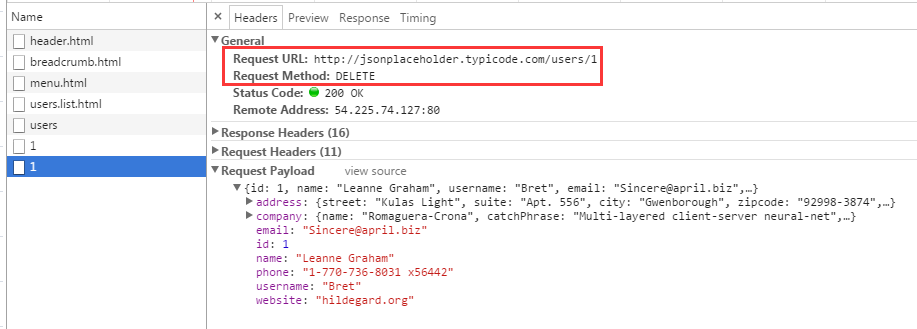 Name
header.html
breadcrumb.html
menu.html
users.list.html
users
1
1
× Headers Preview Response Timing
▼General
Request URL: http://jsonplaceholder.typicode.com/users/1
Request Method: DELETE
Status Code: 200 OK
Remote Address: 54.225.74.127:80
▶Response Headers (16)
▶Request Headers (11)
▼Request Payload view source
▼{id: 1, name: "Leanne Graham", username: "Bret", email: "Sincere@april.biz",…}
▶address: {street: "Kulas Light", suite: "Apt. 556", city: "Gwenborough", zipcode: "92998-3874",…}
▶company: {name: "Romaguera-Crona", catchPhrase: "Multi-layered client-server neural-net",…}
email: "Sincere@april.biz"
id: 1
name: "Leanne Graham"
phone: "1-770-736-8031 x56442"
username: "Bret"
website: "hildegard.org"